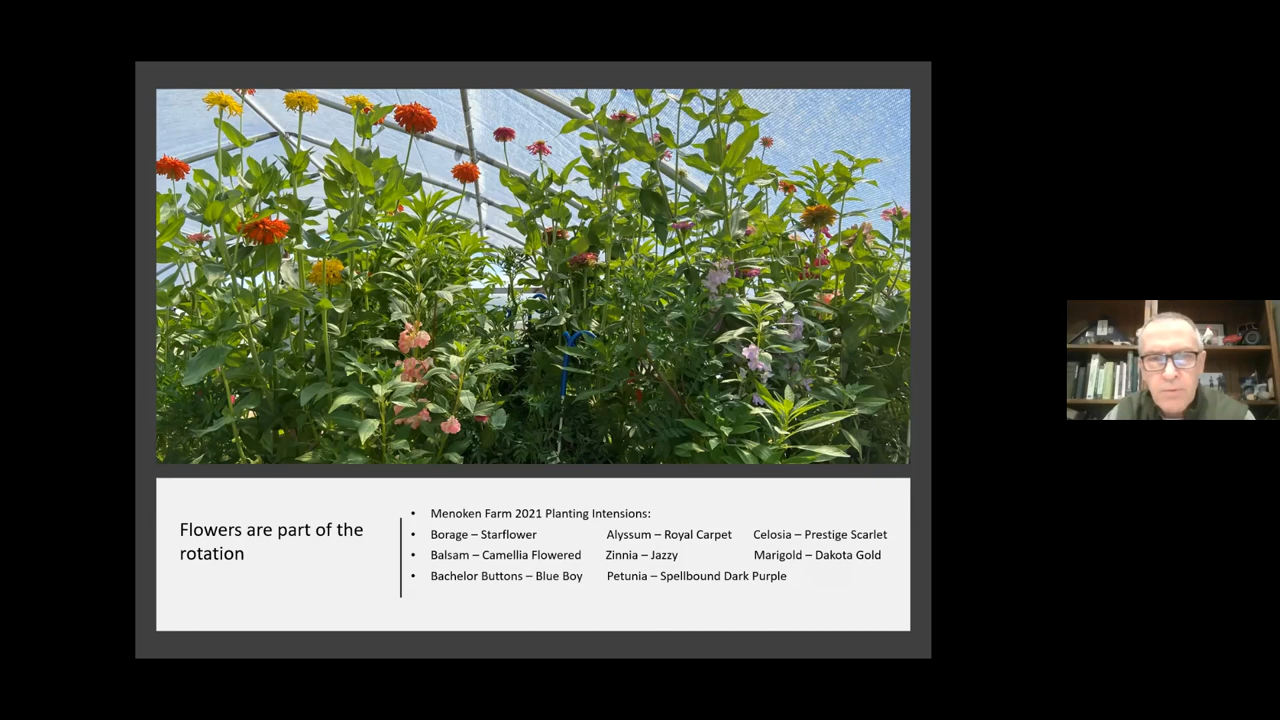 Flowers are part of the
rotation
• Menoken Farm 2021 Planting Intensions:
• Borage – Starflower Alyssum – Royal Carpet Celosia – Prestige Scarlet
• Balsam – Camellia Flowered Zinnia – Jazzy Marigold – Dakota Gold
• Bachelor Buttons – Blue Boy Petunia – Spellbound Dark Purple